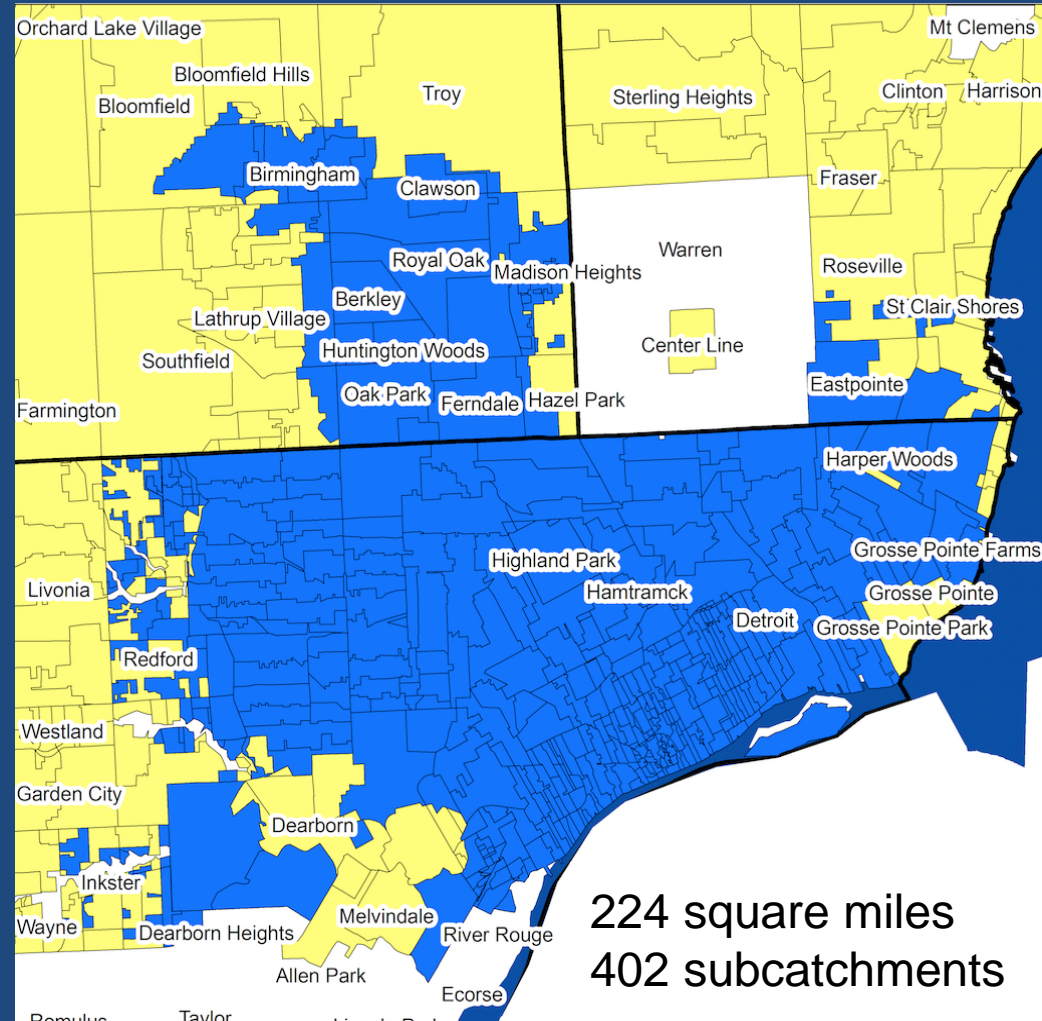 Orchard Lake Village
Mt Clemens
Bloomfield Hills
Bloomfield
Troy
Sterling Heights
Clinton
Harrison
Birmingham
Clawson
Fraser
Royal Oak
Madison Heights
Warren
Roseville
Berkley
St Clair Shores
Lathrup Village
Center Line
Southfield
Huntington Woods
Oak Park
Ferndale
Hazel Park
Eastpointe
Farmington
Harper Woods
Highland Park
Grosse Pointe Farms
Livonia
Hamtramck
Grosse Pointe
Detroit
Grosse Pointe Park
Redford
Westland
Garden City
Dearborn
Inkster
Wayne
Dearborn Heights
Melvindale
River Rouge
224 square miles
402 subcatchments
Allen Park
Ecorse
Romulus
Taylor